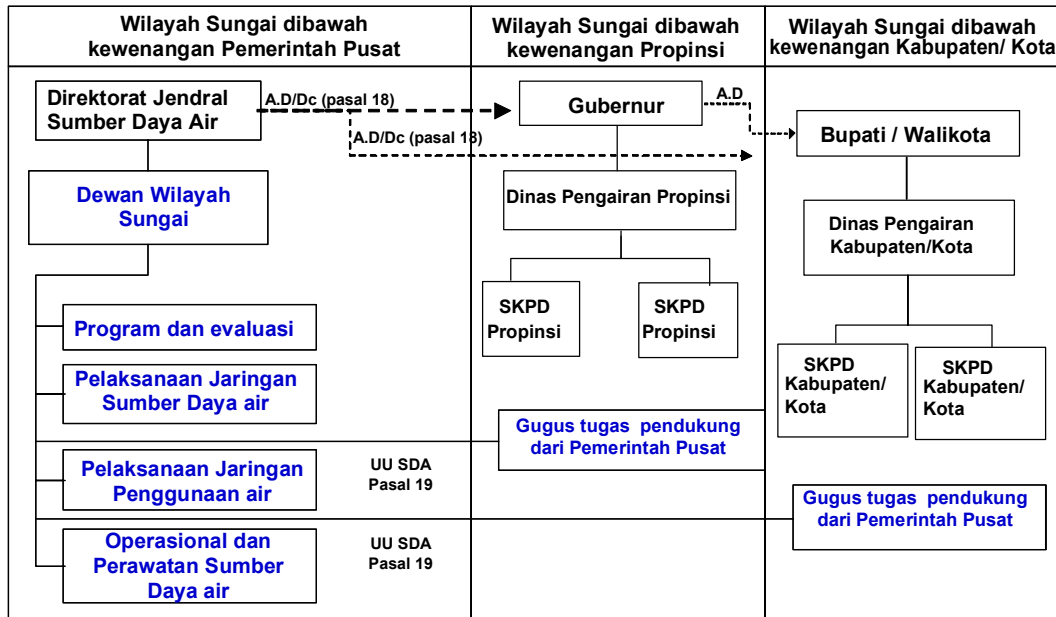 Wilayah Sungai dibawah
kewenangan Pemerintah Pusat
Wilayah Sungai dibawah
kewenangan Propinsi
Wilayah Sungai dibawah
kewenangan Kabupaten/ Kota
Direktorat Jendral
Sumber Daya Air
A.D/Dc (pasal 18)
A.D/Dc (pasal 18)
Dewan Wilayah
Sungai
Program dan evaluasi
Pelaksanaan Jaringan
Sumber Daya air
Pelaksanaan Jaringan
Penggunaan air
UU SDA
Pasal 19
Operasional dan
Perawatan Sumber
Daya air
UU SDA
Pasal 19
Gubernur
A.D
Dinas Pengairan Propinsi
SKPD
Propinsi
SKPD
Propinsi
Gugus tugas pendukung
dari Pemerintah Pusat
Bupati / Walikota
Dinas Pengairan
Kabupaten/Kota
SKPD
Kabupaten/
Kota
SKPD
Kabupaten/
Kota
Gugus tugas pendukung
dari Pemerintah Pusat